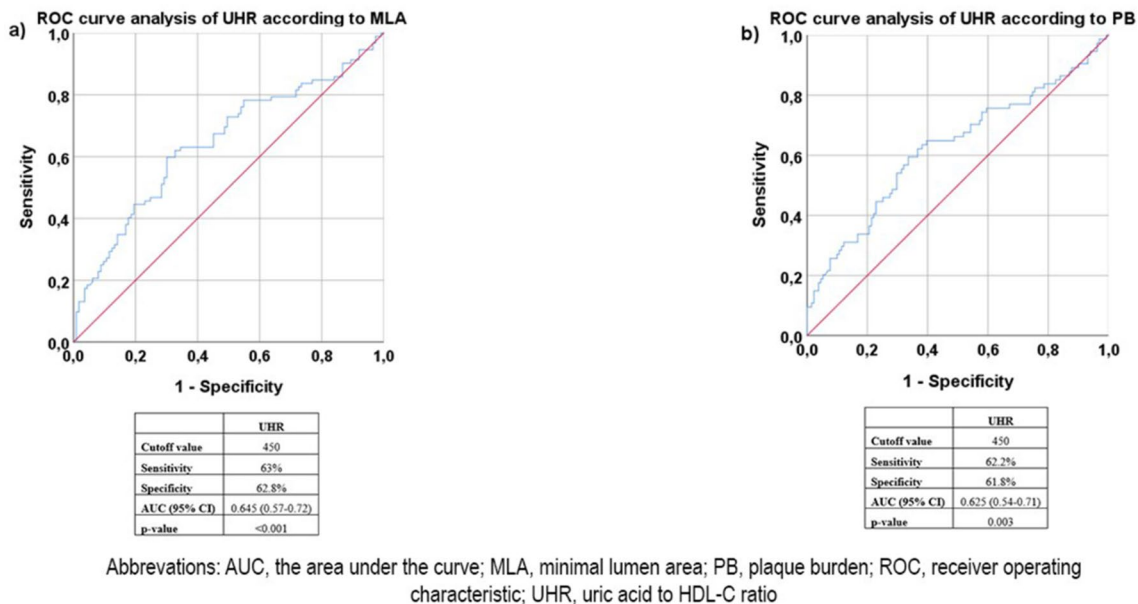 ROC curve analysis of UHR according to MLA
a)
1,0
0,8
0,6
0,4
0,2
0,0
Sensitivity
0,0 0,2 0,4 0,6 0,8 1,0
1 - Specificity
UHR
Cutoff value 450
Sensitivity 63%
Specificity 62.8%
AUC (95% CI) 0.645 (0.57-0.72)
p-value <0.001
ROC curve analysis of UHR according to PB
b)
1,0
0,8
0,6
0,4
0,2
0,0
Sensitivity
0,0 0,2 0,4 0,6 0,8 1,0
1 - Specificity
UHR
Cutoff value 450
Sensitivity 62.2%
Specificity 61.8%
AUC (95% CI) 0.625 (0.54-0.71)
p-value 0.003
Abbrevations: AUC, the area under the curve; MLA, minimal lumen area; PB, plaque burden; ROC, receiver operating
characteristic; UHR, uric acid to HDL-C ratio